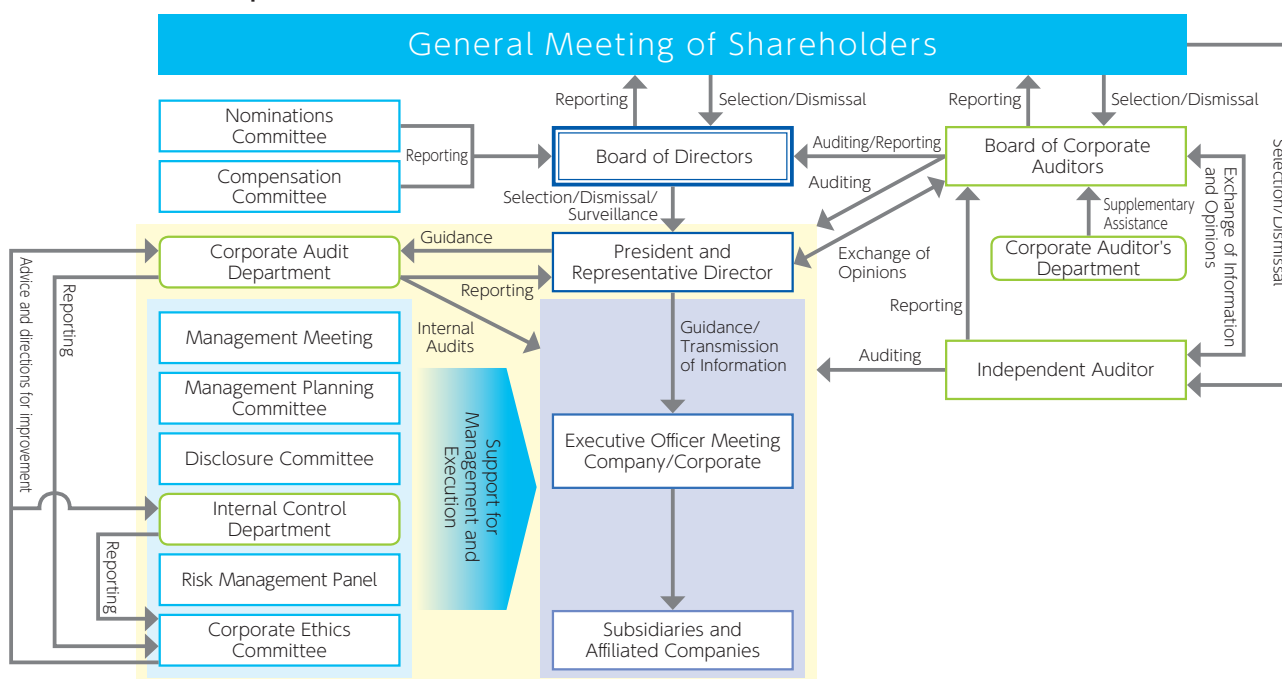 General Meeting of Shareholders
Reporting
Selection/Dismissal
Reporting
Selection/Dismissal
Nominations
Committee
Compensation
Committee
Reporting
Board of Directors
Auditing/Reporting
Auditing
Board of Corporate
Auditors
Selection/Dismissal/
Surveillance
Supplementary
Assistance
Exchange of Information
and Opinions
Selection/Dismissal
Corporate Audit
Department
Guidance
Reporting
President and
Representative Director
Exchange of
Opinions
Corporate Auditor's
Department
Advice and directions for improvement
Reporting
Internal
Audits
Guidance/
Transmission
of Information
Reporting
Auditing
Independent Auditor
Management Meeting
Management Planning
Committee
Disclosure Committee
Internal Control
Department
Reporting
Risk Management Panel
Corporate Ethics
Committee
Support for
Management and
Execution
Executive Officer Meeting
Company/Corporate
Subsidiaries and
Affiliated Companies